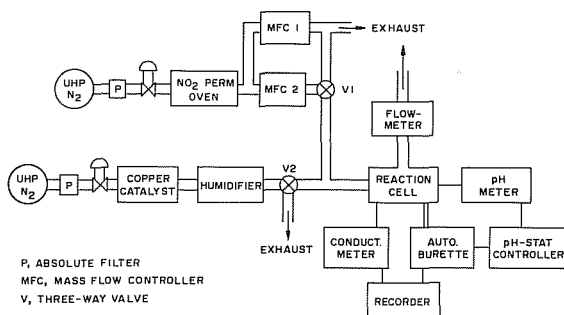 MFC 1
EXHAUST
UHP
N2
P
NO2 PERM
OVEN
MFC 2
V1
FLOW-
METER
UHP
N2
P
COPPER
CATALYST
HUMIDIFIER
V2
REACTION
CELL
pH
METER
EXHAUST
CONDUCT.
METER
AUTO.
BURETTE
pH-STAT
CONTROLLER
RECORDER
P, ABSOLUTE FILTER
MFC, MASS FLOW CONTROLLER
V, THREE-WAY VALVE